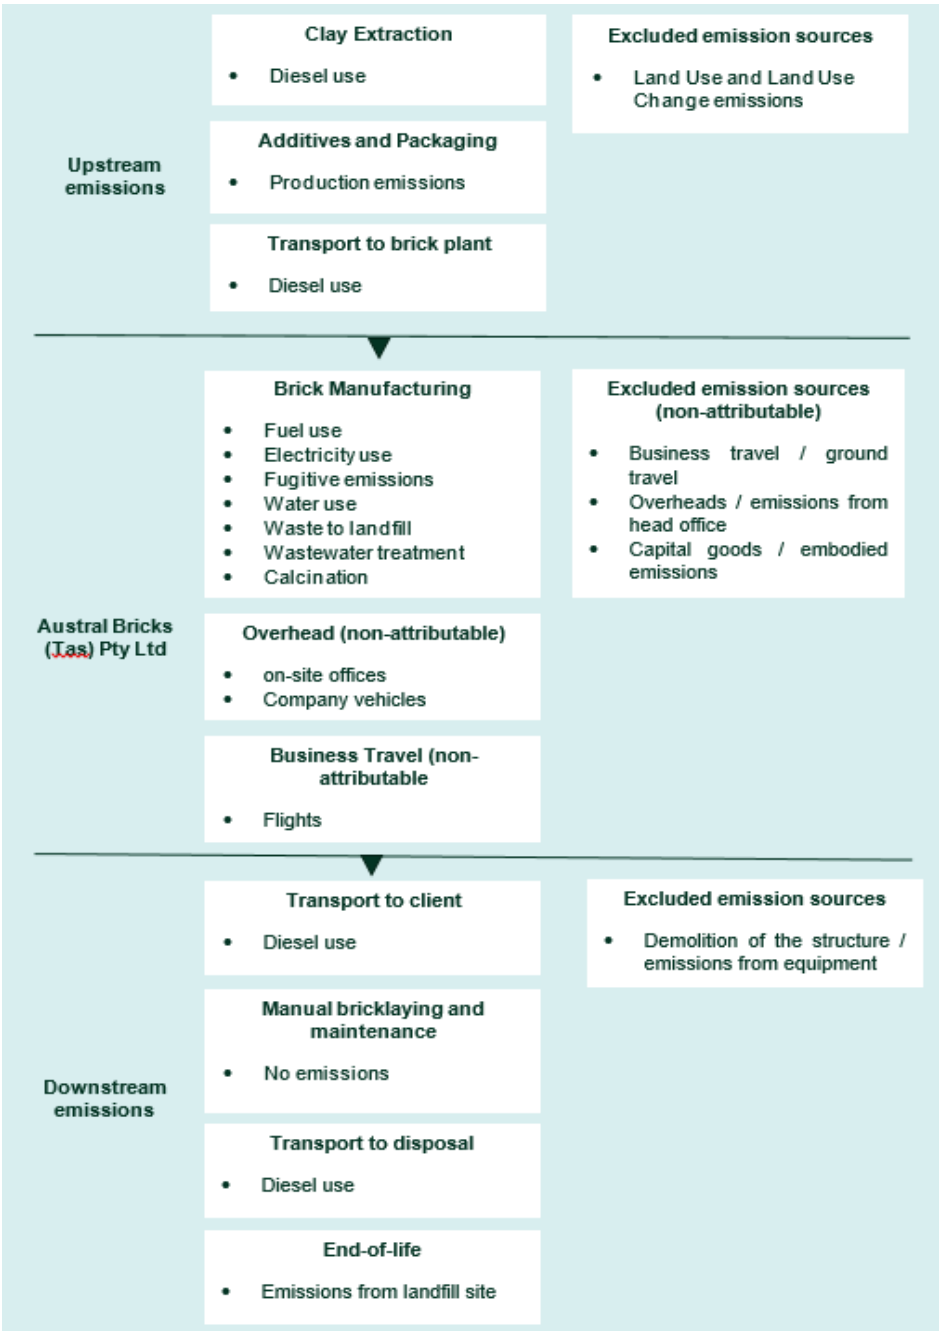 Upstream
emissions
Clay Extraction
• Diesel use
Additives and Packaging
• Production emissions
Transport to brick plant
• Diesel use
Excluded emission sources
• Land Use and Land Use
Change emissions
Austral Bricks
(Tas) Pty Ltd
Brick Manufacturing
• Fuel use
• Electricity use
• Fugitive emissions
• Water use
• Waste to landfill
• Wastewater treatment
• Calcination
Overhead (non-attributable)
• on-site offices
• Company vehicles
Business Travel (non-
attributable
• Flights
Excluded emission sources
(non-attributable)
• Business travel / ground
travel
• Overheads / emissions from
head office
• Capital goods / embodied
emissions
Downstream
emissions
Transport to client
• Diesel use
Manual bricklaying and
maintenance
• No emissions
Transport to disposal
• Diesel use
End-of-life
• Emissions from landfill site
Excluded emission sources
• Demolition of the structure /
emissions from equipment